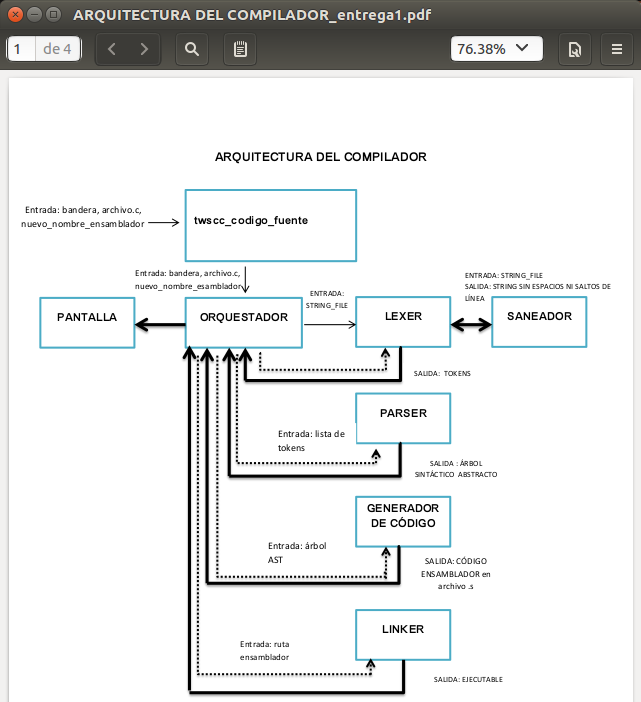 ARQUITECTURA DEL COMPILADOR_entrega1.pdf
1 de 4
76.38%
ARQUITECTURA DEL COMPILADOR
Entrada: bandera, archivo.c,
nuevo_nombre_ensamblador
twscc_codigo_fuente
Entrada: bandera, archivo.c,
nuevo_nombre_esamblador
ENTRADA:
STRING_FILE
ENTRADA: STRING_FILE
SALIDA: STRING SIN ESPACIOS NI SALTOS DE
LÍNEA
PANTALLA
ORQUESTADOR
LEXER
SANEADOR
SALIDA: TOKENS
PARSER
Entrada: lista de
tokens
SALIDA : ÁRBOL
SINTÁCTICO ABSTRACTO
GENERADOR
DE CÓDIGO
Entrada: árbol
AST
SALIDA: CÓDIGO
ENSAMBLADOR en
archivo .s
LINKER
Entrada: ruta
ensamblador
SALIDA: EJECUTABLE